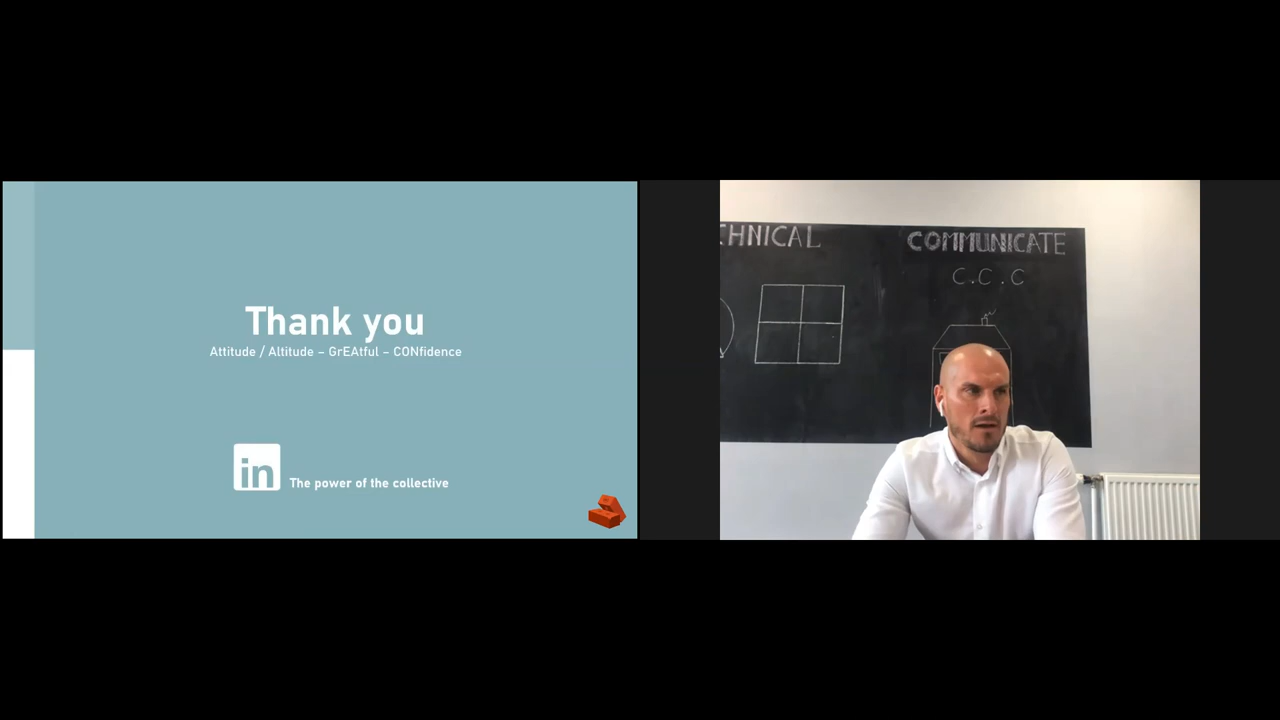 Thank you
Attitude / Altitude – GrEAtful – CONfidence
in
The power of the collective
CHNICAL
COMMUNICATE
C.C.C